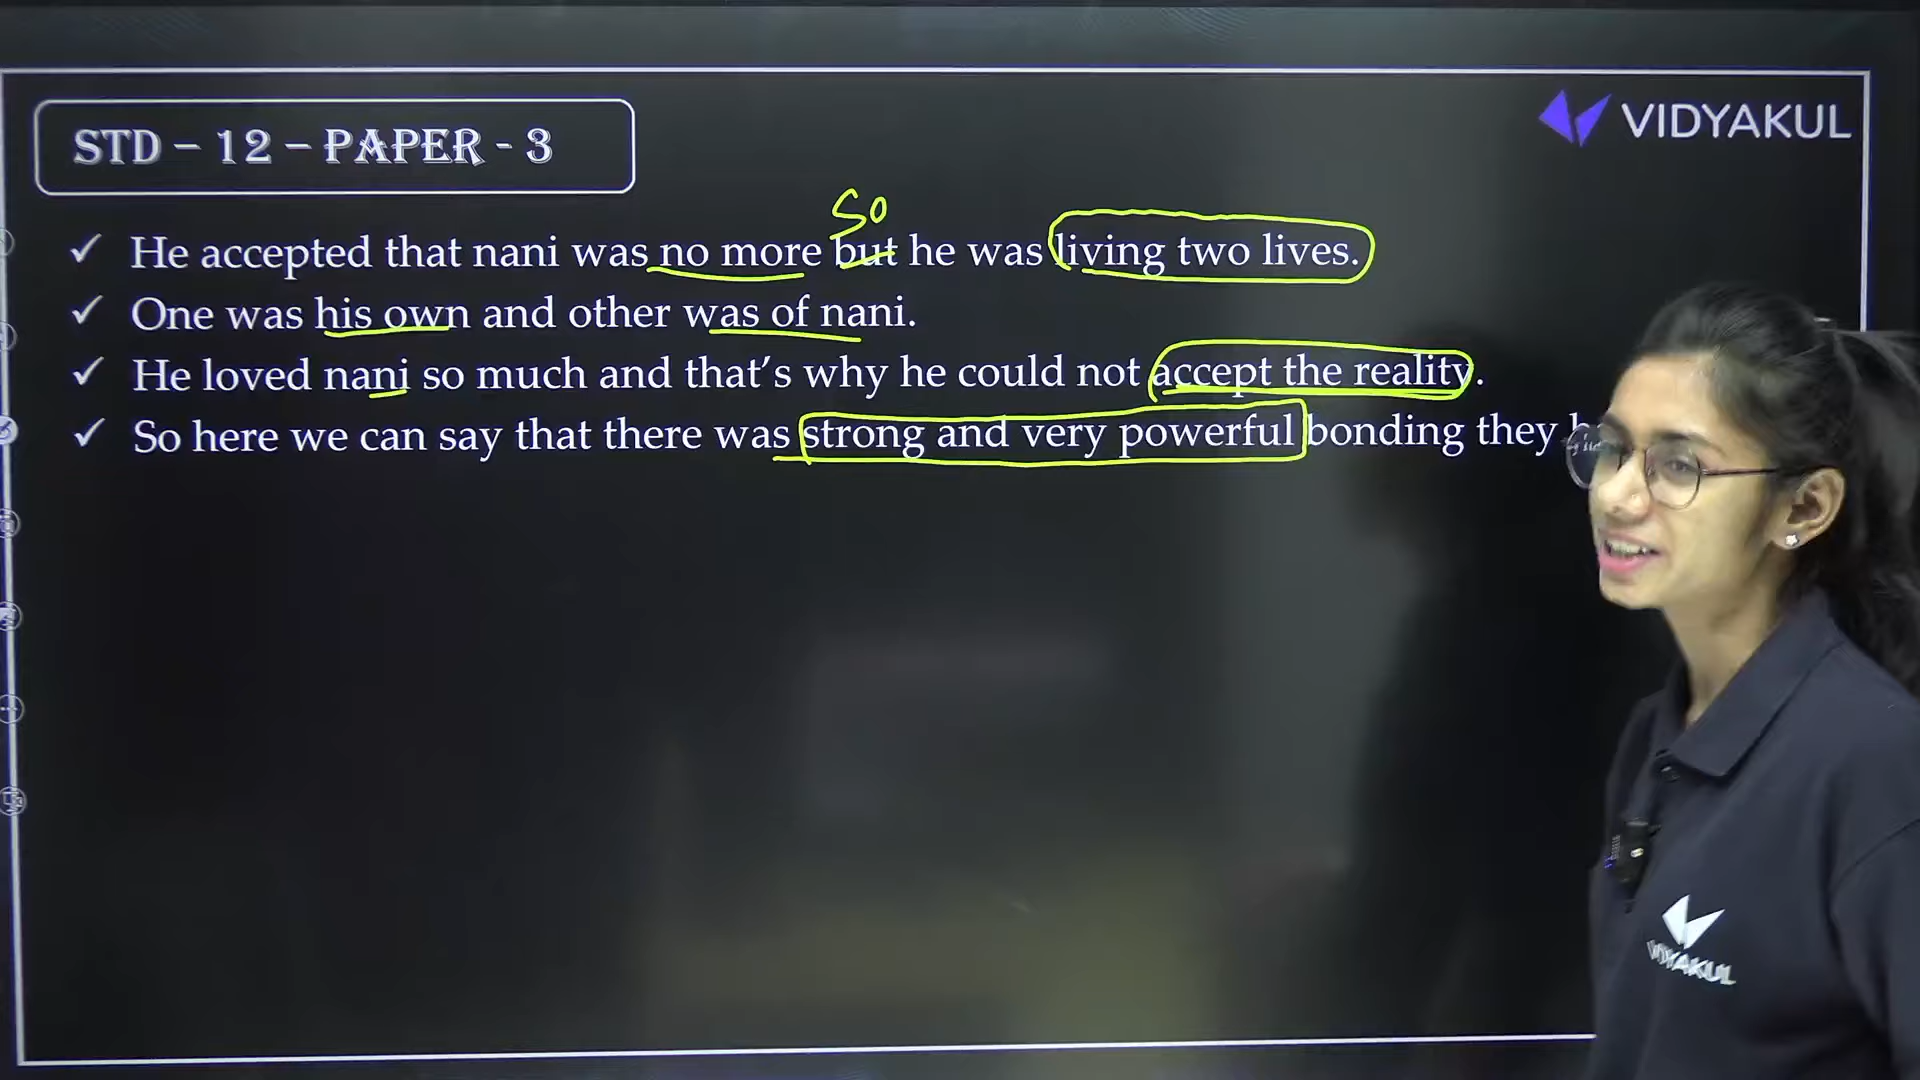 STD – 12 – PAPER - 3
VIDYAKUL
so
✓ He accepted that nani was no more but he was living two lives.
✓ One was his own and other was of nani.
✓ He loved nani so much and that’s why he could not accept the reality.
✓ So here we can say that there was strong and very powerful bonding they
VIDYAKUL